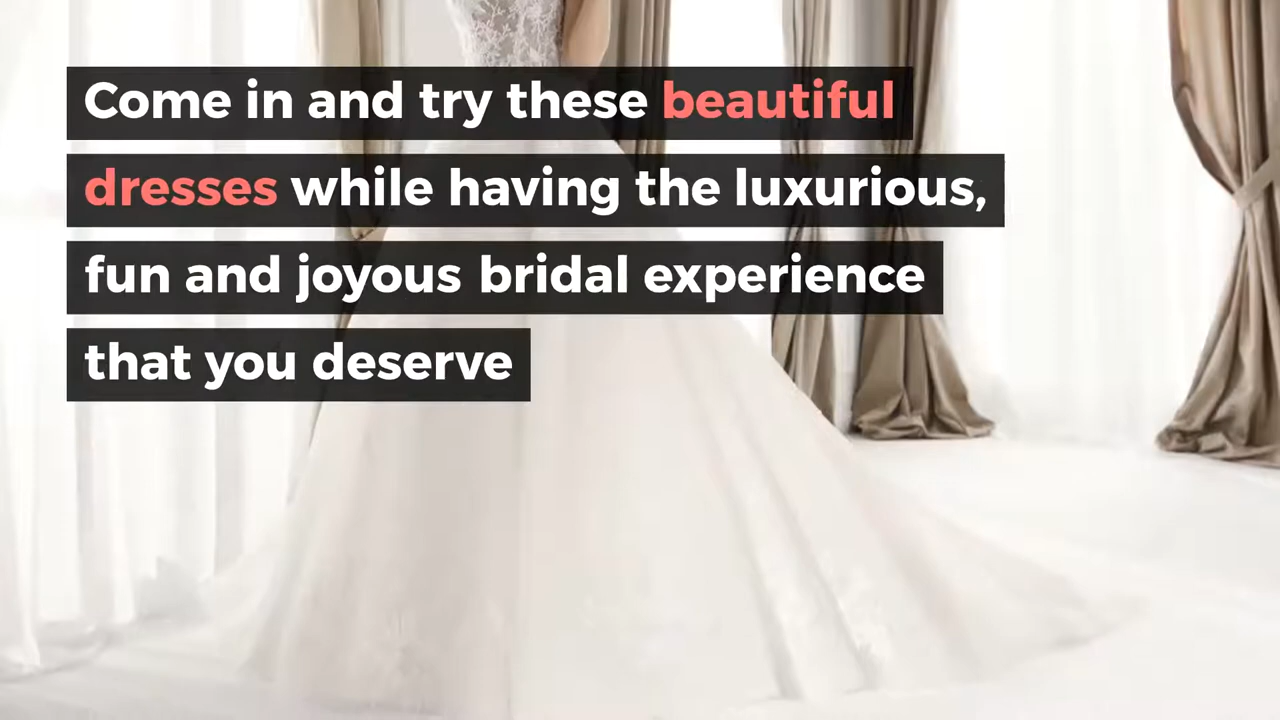 Come in and try these beautiful
dresses while having the luxurious,
fun and joyous bridal experience
that you deserve